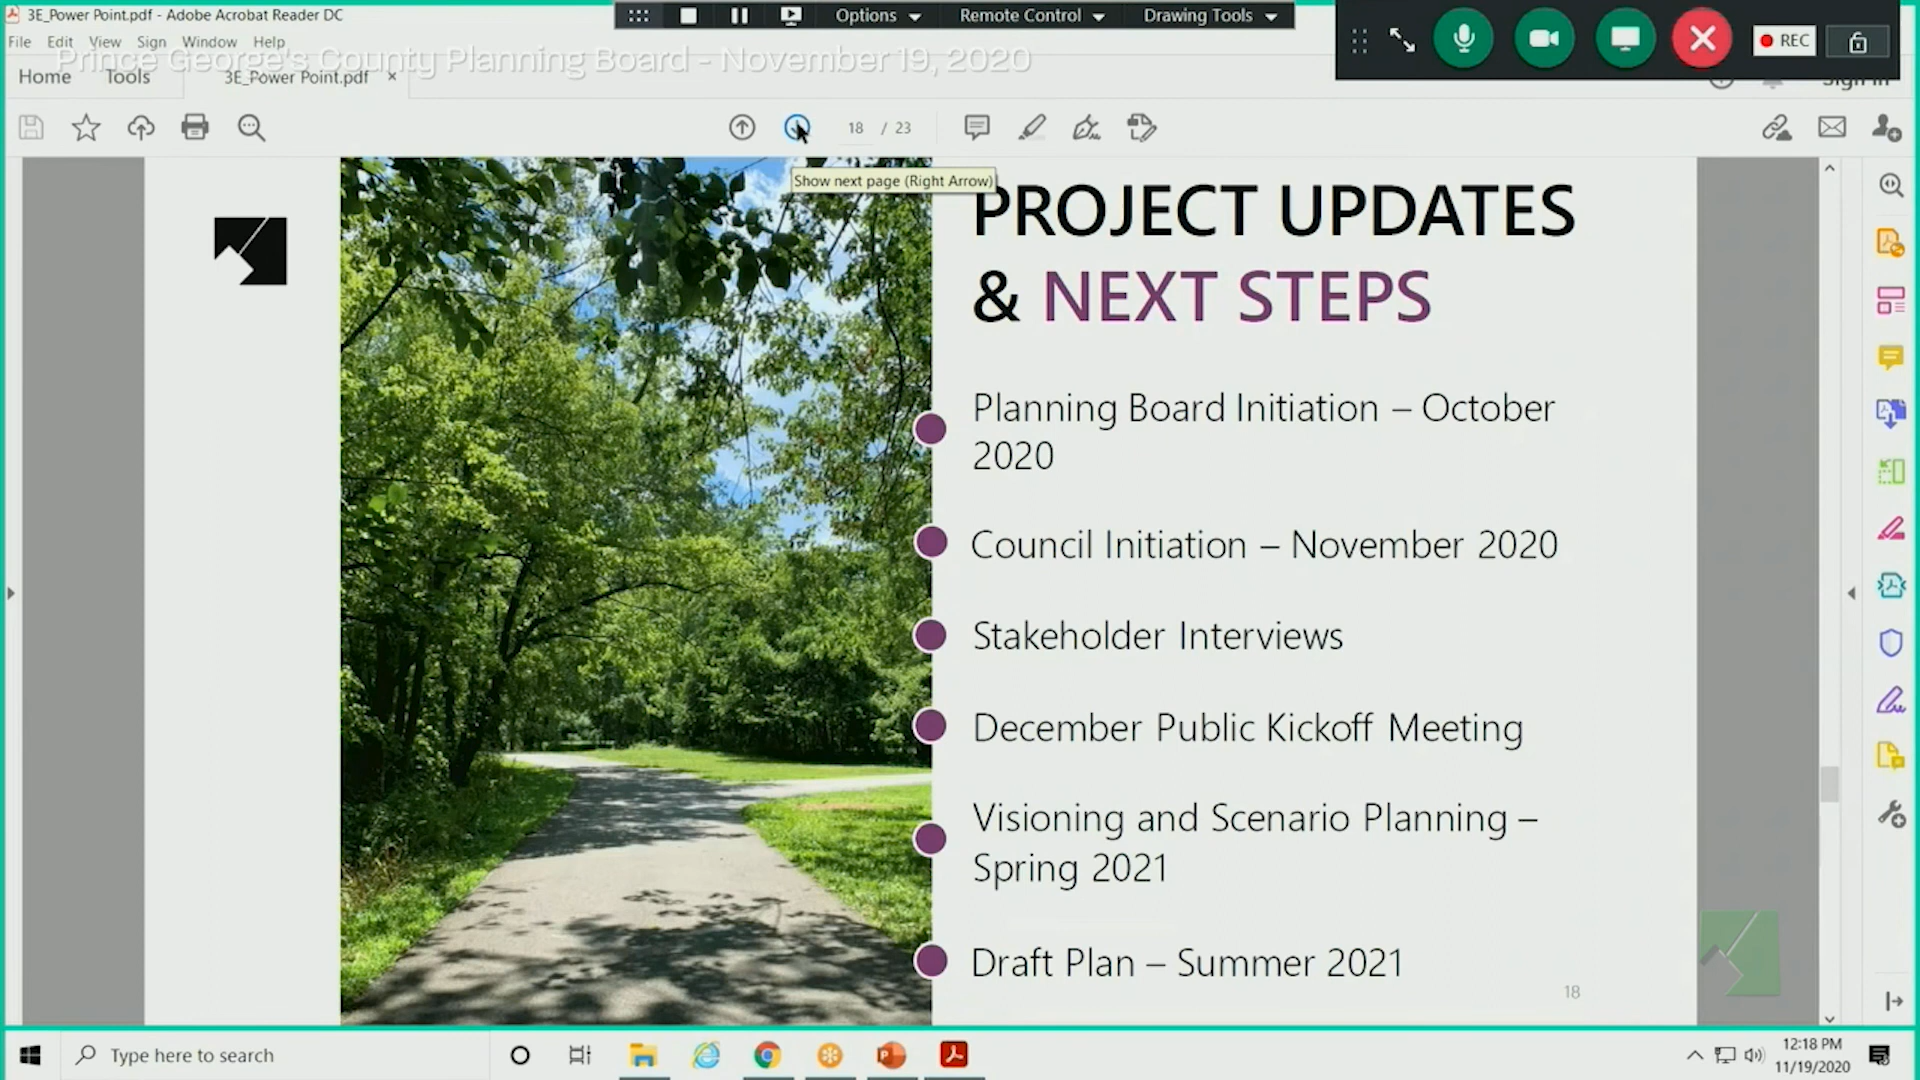 3E_Power Point.pdf - Adobe Acrobat Reader DC
Options
Remote Control
Drawing Tools
REC
File Edit View Sign Window Help
Prince George's County Planning Board - November 19, 2020
Home Tools 3E_Power Point.pdf ×
Sign In
18 / 23
Show next page (Right Arrow)
PROJECT UPDATES
& NEXT STEPS
Planning Board Initiation – October
2020
Council Initiation – November 2020
Stakeholder Interviews
December Public Kickoff Meeting
Visioning and Scenario Planning –
Spring 2021
Draft Plan – Summer 2021
18
Type here to search
12:18 PM
11/19/2020